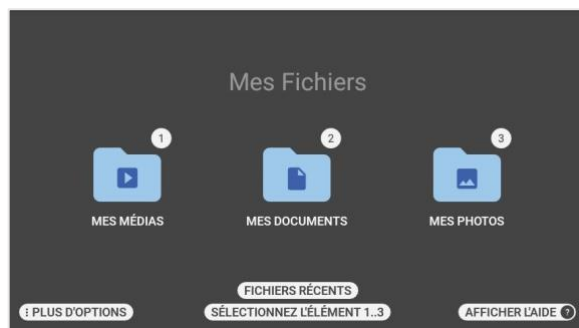 Mes Fichiers
1
2
3
MES MÉDIAS
MES DOCUMENTS
MES PHOTOS
FICHIERS RÉCENTS
⋮ PLUS D'OPTIONS
SÉLECTIONNEZ L'ÉLÉMENT 1..3
AFFICHER L'AIDE ?